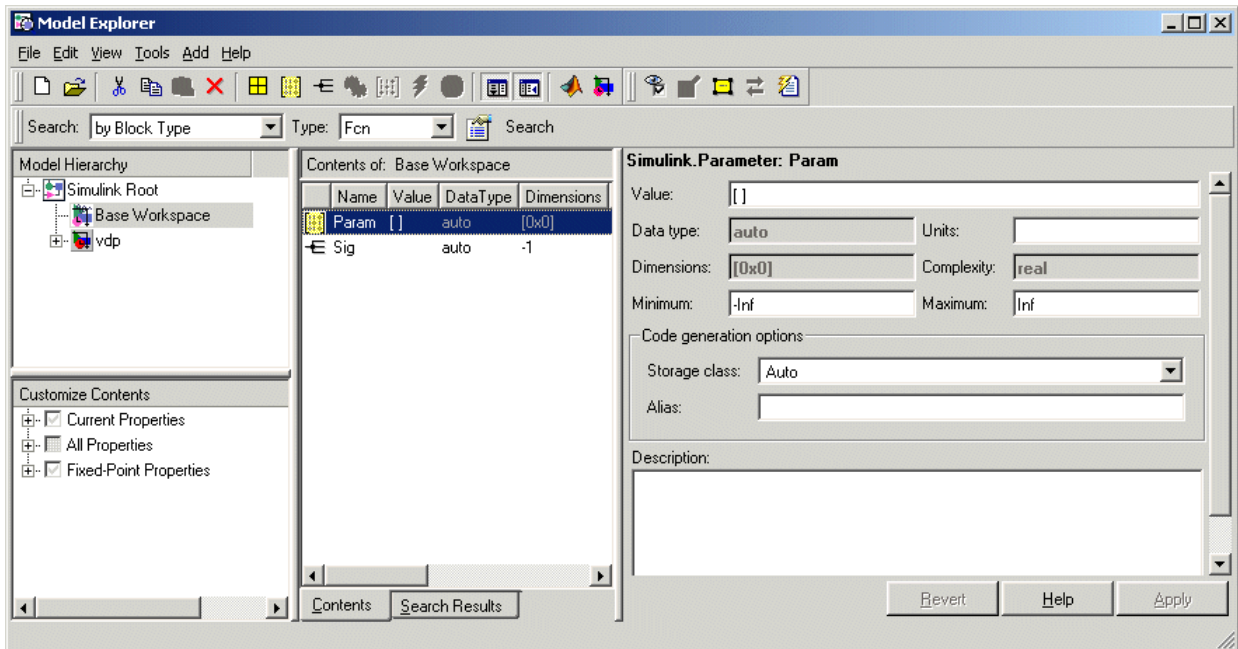 Model Explorer
File Edit View Tools Add Help
Search: by Block Type Type: Fcn Search
Model Hierarchy
Simulink Root
Base Workspace
vdp
Customize Contents
Current Properties
All Properties
Fixed-Point Properties
Contents of: Base Workspace
Name Value DataType Dimensions
Param [ ] auto [0x0]
Sig auto -1
Contents Search Results
Simulink.Parameter: Param
Value: [ ]
Data type: auto Units:
Dimensions: [0x0] Complexity: real
Minimum: -Inf Maximum: Inf
Code generation options
Storage class: Auto
Alias:
Description:
Revert Help Apply